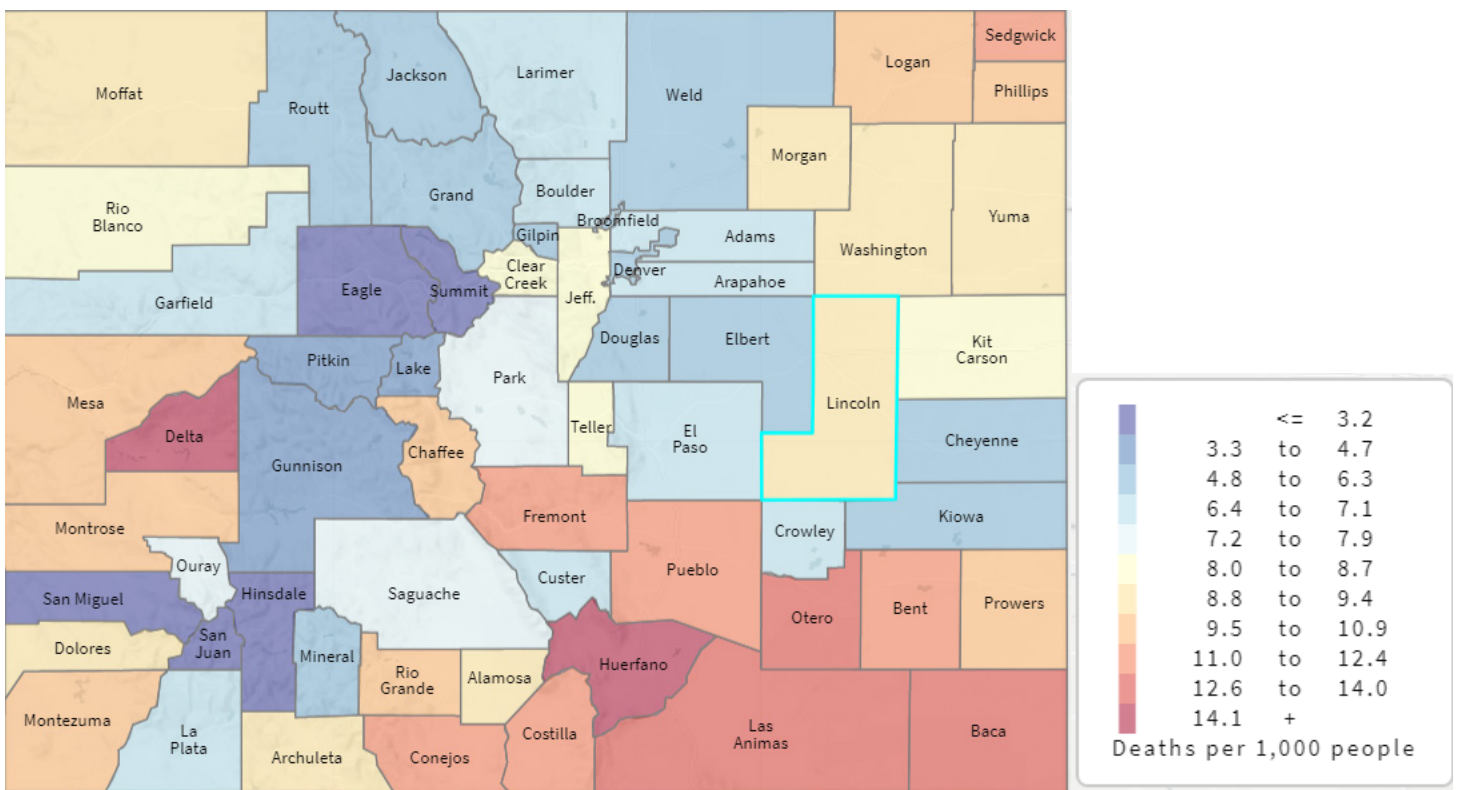 Sedgwick
Logan
Jackson
Larimer
Moffat
Phillips
Weld
Routt
Morgan
Boulder
Grand
Rio
Blanco
Yuma
Broomfield
Gilpin
Adams
Washington
Clear
Creek
Denver
Arapahoe
Eagle
Summit
Jeff.
Garfield
Douglas
Elbert
Kit
Carson
Pitkin
Lake
Park
Mesa
Lincoln
Delta
Teller
El
Paso
Cheyenne
Chaffee
Gunnison
Fremont
Kiowa
Montrose
Crowley
Ouray
Custer
Pueblo
San Miguel
Hinsdale
Saguache
Prowers
Bent
Otero
San
Juan
Dolores
Mineral
Huerfano
Rio
Grande
Alamosa
Montezuma
La
Plata
Costilla
Las
Animas
Baca
Archuleta
Conejos
<= 3.2
3.3 to 4.7
4.8 to 6.3
6.4 to 7.1
7.2 to 7.9
8.0 to 8.7
8.8 to 9.4
9.5 to 10.9
11.0 to 12.4
12.6 to 14.0
14.1 +
Deaths per 1,000 people